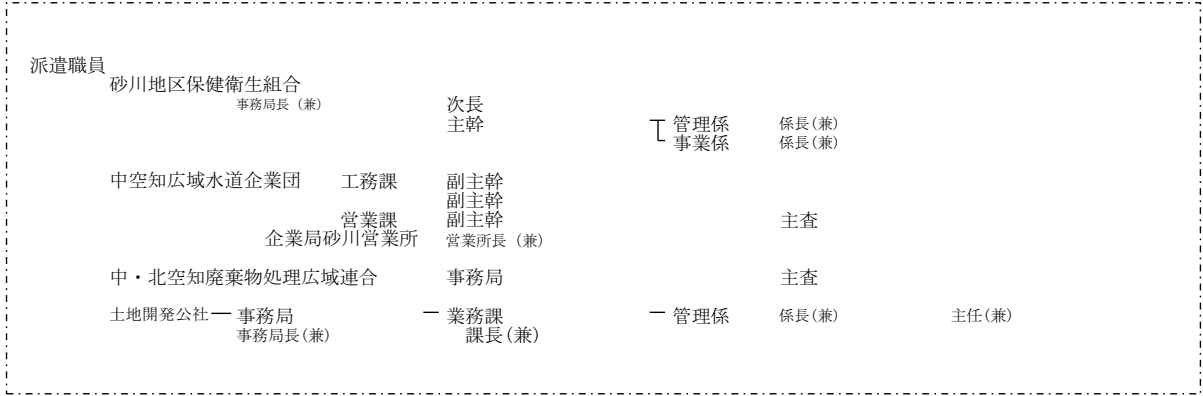 派遣職員
砂川地区保健衛生組合
事務局長（兼） 次長
主幹 管理係 係長(兼)
事業係 係長(兼)
中空知広域水道企業団 工務課 副主幹
副主幹
営業課 副主幹 主査
企業局砂川営業所 営業所長（兼）
中・北空知廃棄物処理広域連合 事務局 主査
土地開発公社 事務局 業務課 管理係 係長(兼) 主任(兼)
事務局長(兼) 課長(兼)